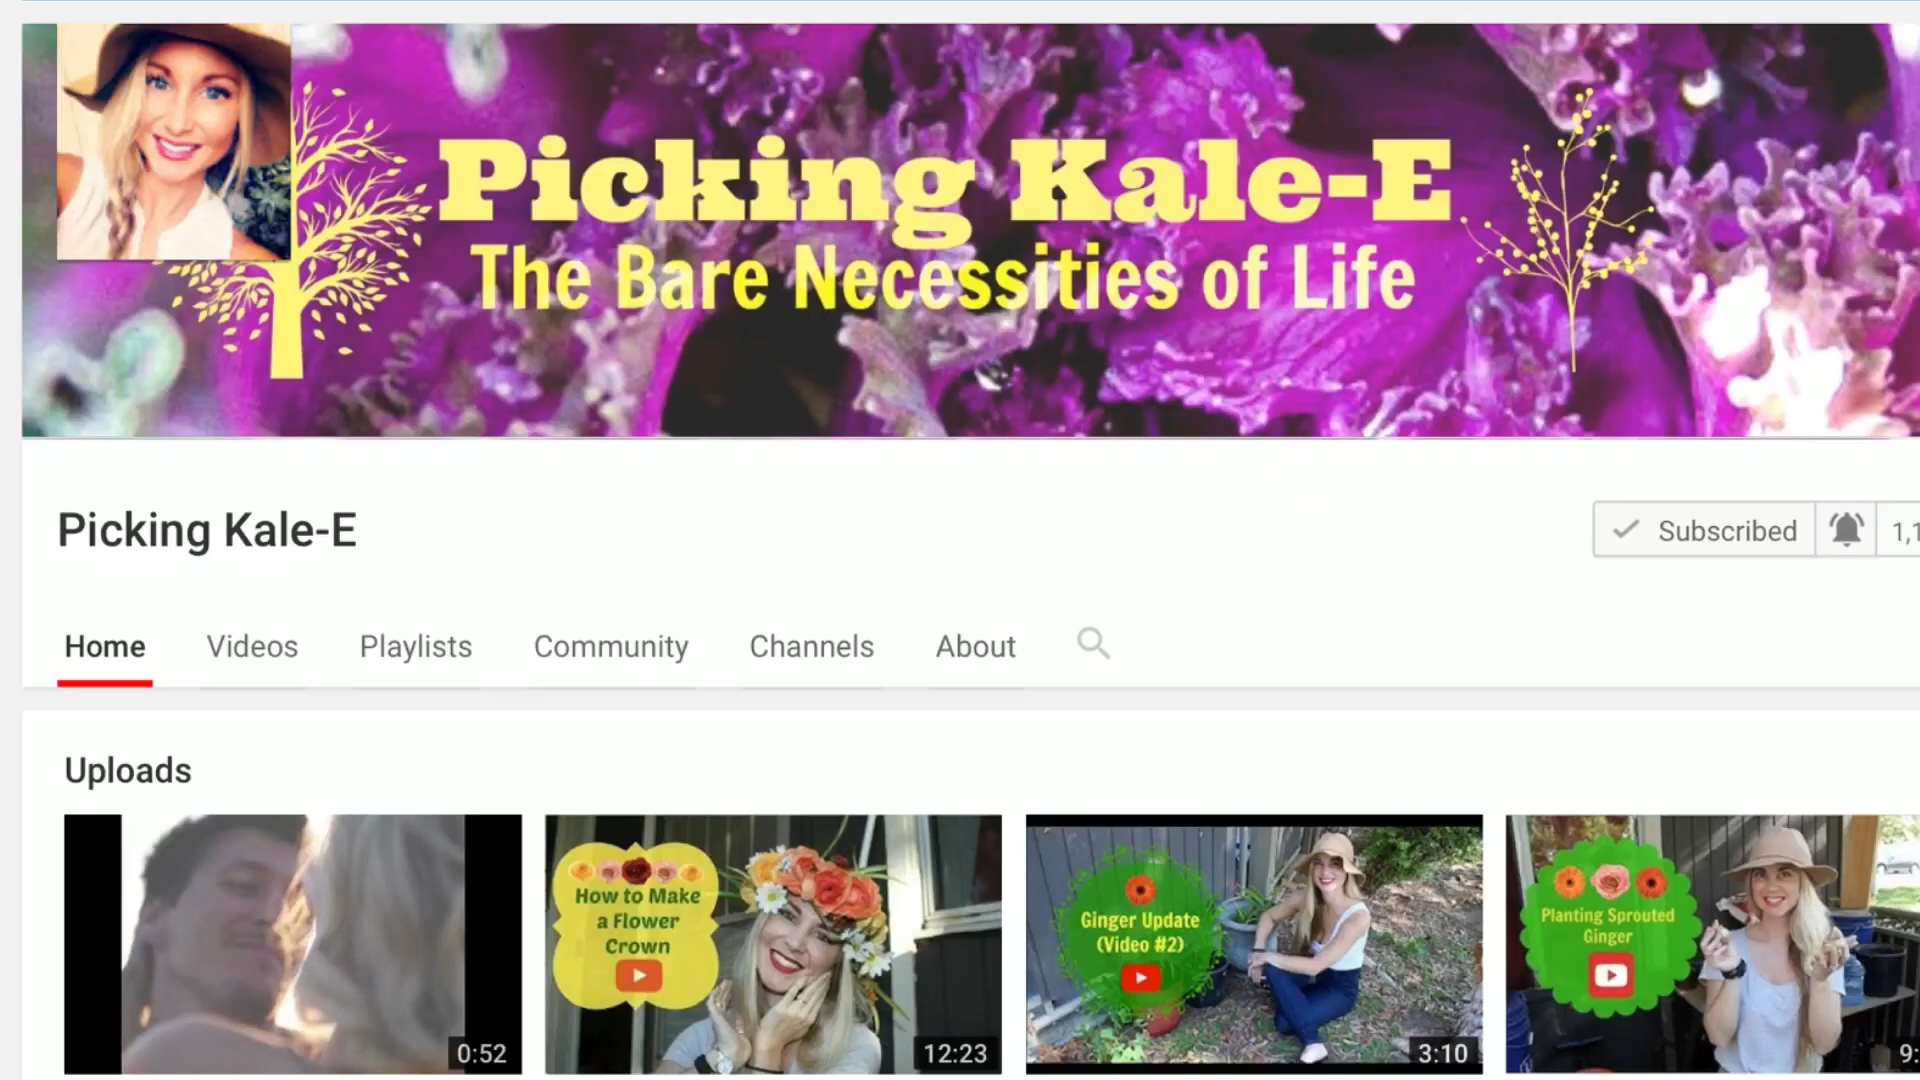 Picking Kale-E
The Bare Necessities of Life
Picking Kale-E
Subscribed
Home Videos Playlists Community Channels About
Uploads
How to Make
a Flower
Crown
Ginger Update
(Video #2)
Planting Sprouted
Ginger
0:52
12:23
3:10